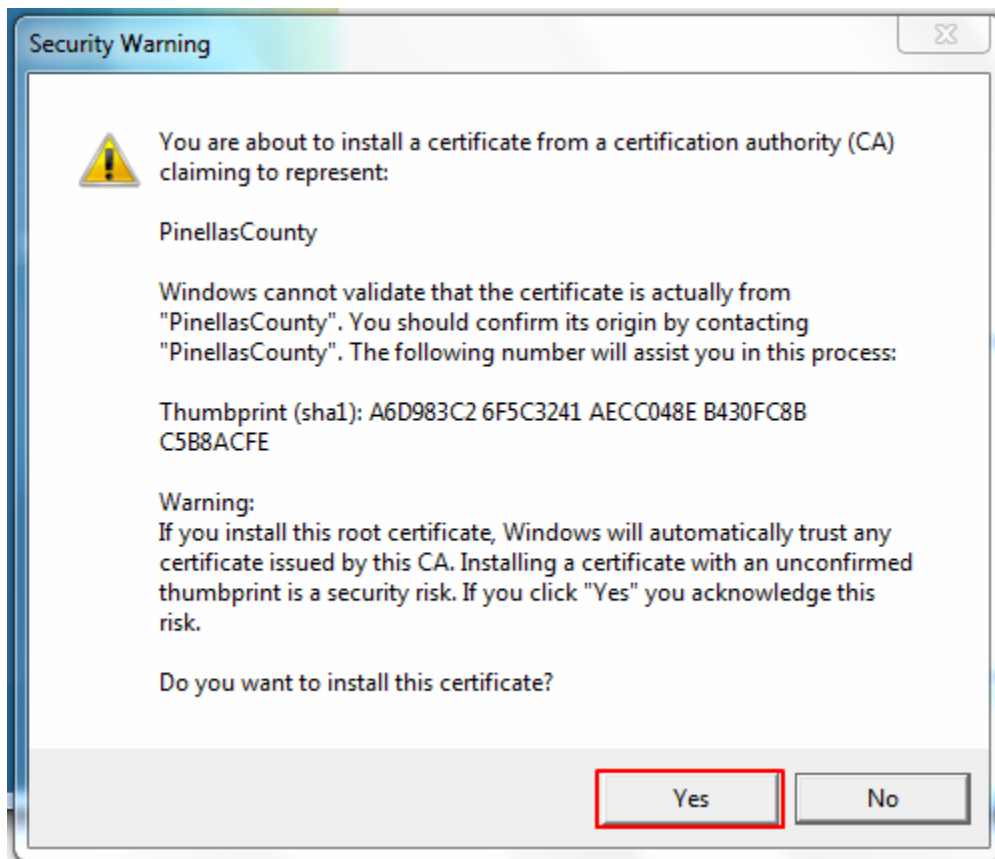 Security Warning
You are about to install a certificate from a certification authority (CA)
claiming to represent:
PinellasCounty
Windows cannot validate that the certificate is actually from
"PinellasCounty". You should confirm its origin by contacting
"PinellasCounty". The following number will assist you in this process:
Thumbprint (sha1): A6D983C2 6F5C3241 AECC048E B430FC8B
C5B8ACFE
Warning:
If you install this root certificate, Windows will automatically trust any
certificate issued by this CA. Installing a certificate with an unconfirmed
thumbprint is a security risk. If you click "Yes" you acknowledge this
risk.
Do you want to install this certificate?
Yes
No